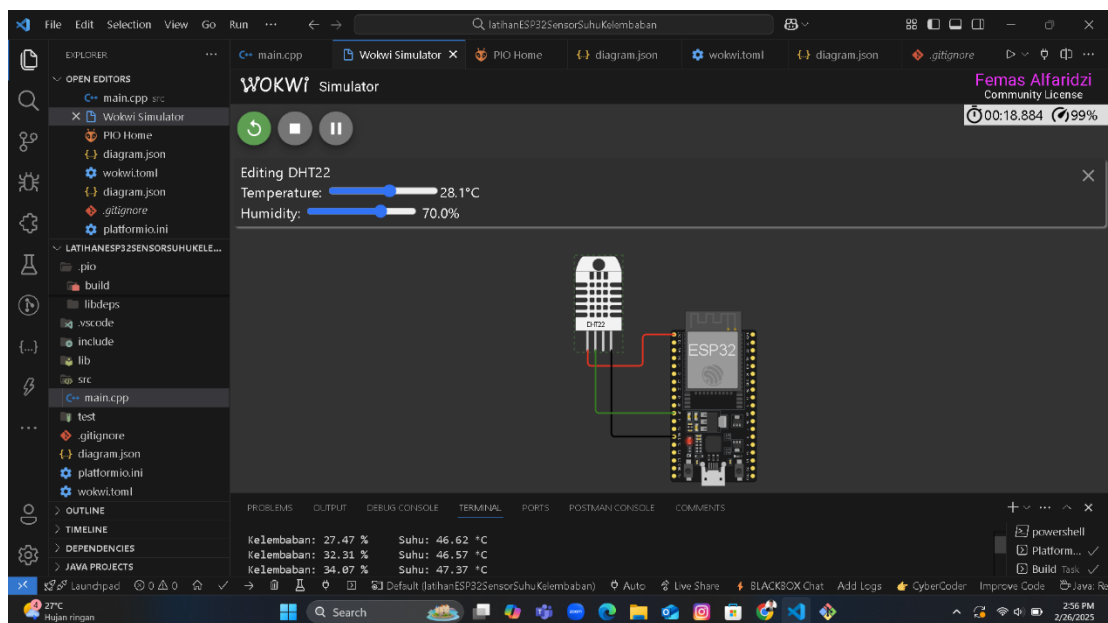 File Edit Selection View Go Run ... latihanESP32SensorSuhuKelembaban
EXPLORER ...
OPEN EDITORS
main.cpp src
Wokwi Simulator
PIO Home
diagram.json
wokwi.toml
diagram.json
.gitignore
platformio.ini
LATIHANESP32SENSORSUHUKELE...
.pio
build
libdeps
.vscode
include
lib
src
main.cpp
test
.gitignore
diagram.json
platformio.ini
wokwi.toml
OUTLINE
TIMELINE
DEPENDENCIES
JAVA PROJECTS
main.cpp Wokwi Simulator PIO Home diagram.json wokwi.toml diagram.json .gitignore
WOKWi Simulator
Femas Alfaridzi
Community License
00:18.884 99%
Editing DHT22
Temperature: 28.1°C
Humidity: 70.0%
DHT22
ESP32
PROBLEMS OUTPUT DEBUG CONSOLE TERMINAL PORTS POSTMAN CONSOLE COMMENTS
Kelembaban: 27.47 % Suhu: 46.62 °C
Kelembaban: 32.31 % Suhu: 46.57 °C
Kelembaban: 34.07 % Suhu: 47.37 °C
powershell
Platform...
Build Task
Launchpad 0 0 Default (latihanESP32SensorSuhuKelembaban) Auto Live Share BLACKBOX Chat Add Logs CyberCoder Improve Code Java: Re
4
27°C
Hujan ringan
Search
2:56 PM
2/26/2025